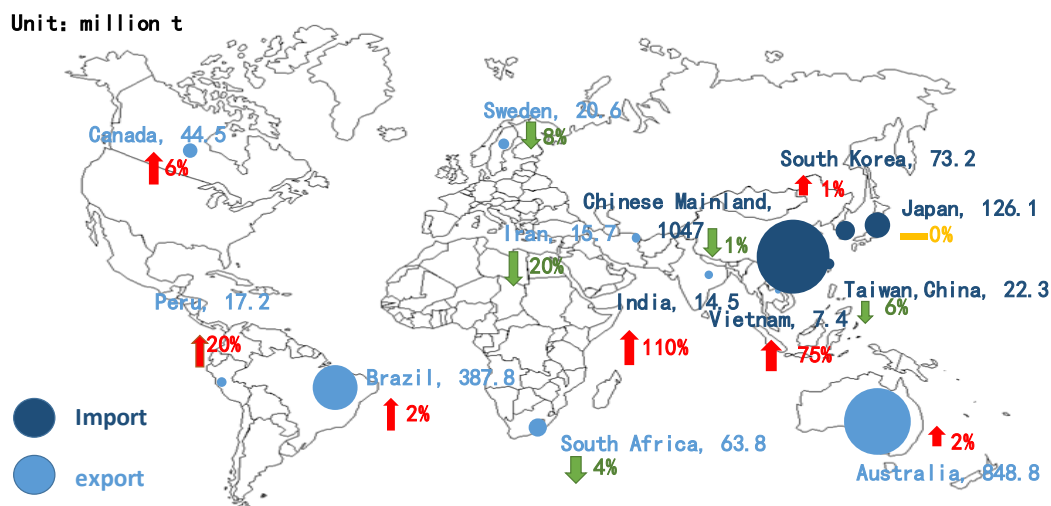 Unit: million t
Sweden, 20.6
8%
Canada, 44.5
6%
South Korea, 73.2
1%
Chinese Mainland,
1047
1%
Japan, 126.1
0%
Iran, 15.7
20%
Taiwan,China, 22.3
6%
Peru, 17.2
20%
India, 14.5
110%
Vietnam, 7.4
75%
Brazil, 387.8
2%
Import
South Africa, 63.8
4%
2%
Australia, 848.8
export